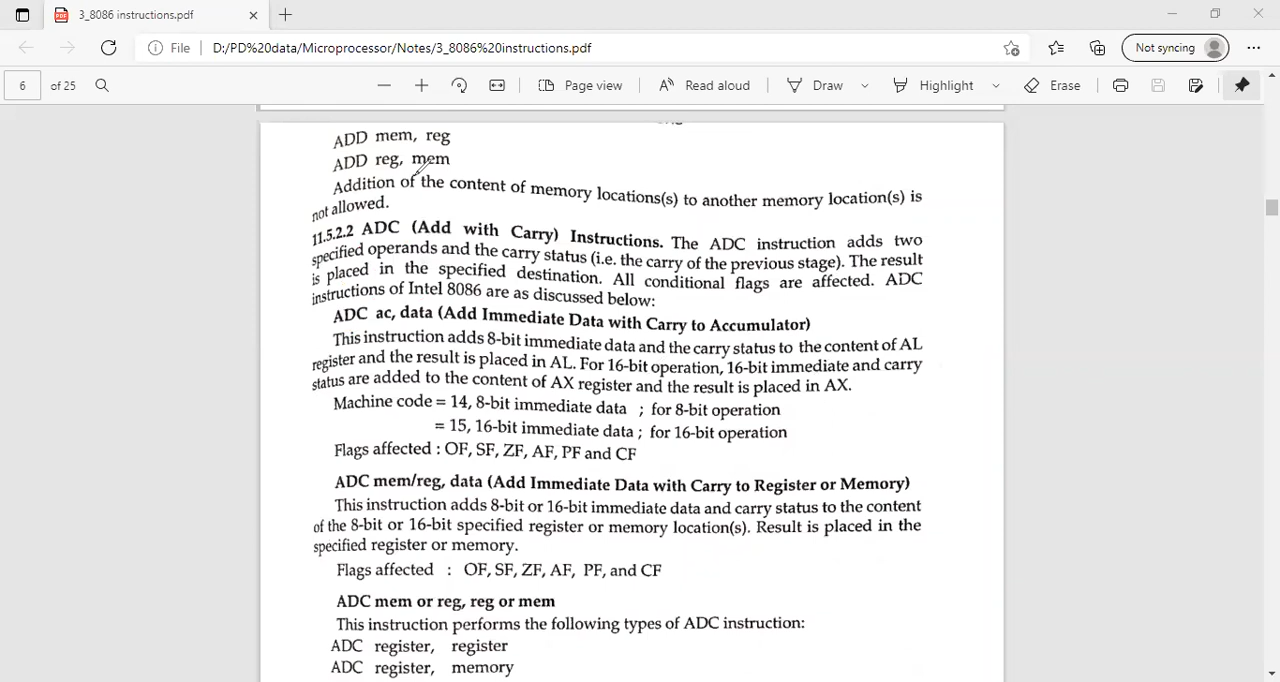 3_8086 instructions.pdf
File
D:/PD%20data/Microprocessor/Notes/3_8086%20instructions.pdf
Not syncing
6 of 25
Page view
Read aloud
Draw
Highlight
Erase
ADD mem, reg
ADD reg, mem
Addition of the content of memory locations(s) to another memory location(s) is
not allowed.
11.5.2.2 ADC (Add with Carry) Instructions. The ADC instruction adds two
specified operands and the carry status (i.e. the carry of the previous stage). The result
is placed in the specified destination. All conditional flags are affected. ADC
instructions of Intel 8086 are as discussed below:
ADC ac, data (Add Immediate Data with Carry to Accumulator)
This instruction adds 8-bit immediate data and the carry status to the content of AL
register and the result is placed in AL. For 16-bit operation, 16-bit immediate and carry
status are added to the content of AX register and the result is placed in AX.
Machine code = 14, 8-bit immediate data ; for 8-bit operation
= 15, 16-bit immediate data ; for 16-bit operation
Flags affected : OF, SF, ZF, AF, PF and CF
ADC mem/reg, data (Add Immediate Data with Carry to Register or Memory)
This instruction adds 8-bit or 16-bit immediate data and carry status to the content
of the 8-bit or 16-bit specified register or memory location(s). Result is placed in the
specified register or memory.
Flags affected : OF, SF, ZF, AF, PF, and CF
ADC mem or reg, reg or mem
This instruction performs the following types of ADC instruction:
ADC register, register
ADC register, memory